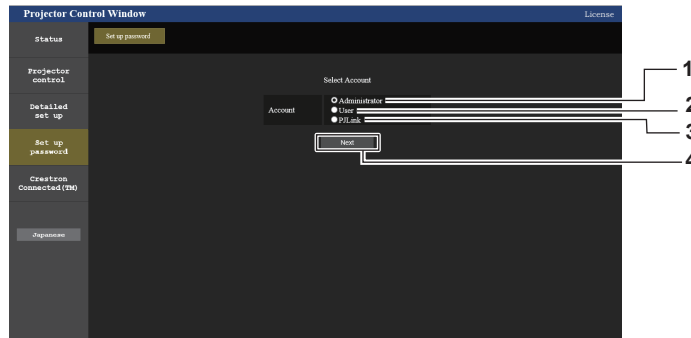 Projector Control Window
License
Status
Set up password
Projector
control
Detailed
set up
Set up
password
Crestron
Connected(TM)
Japanese
Select Account
Account
Administrator
User
PJLink
Next
1
2
3
4